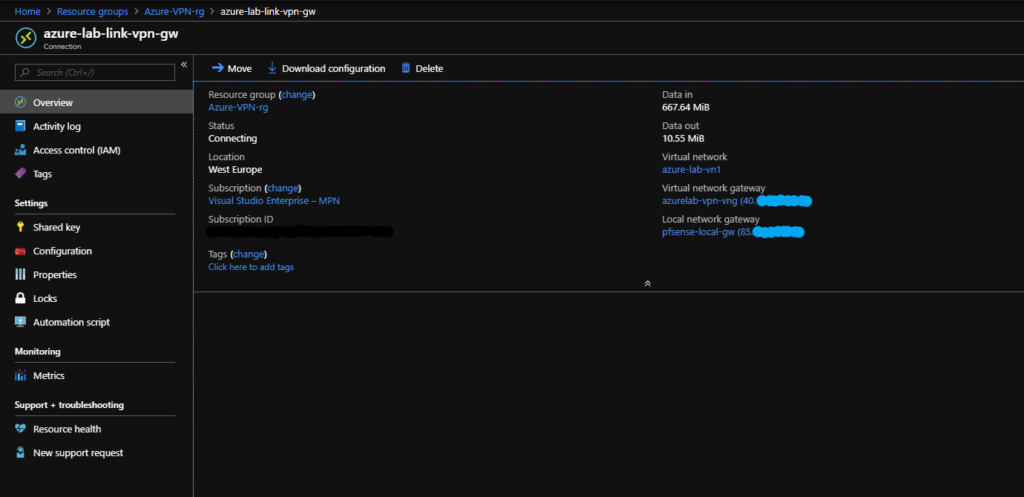 Home > Resource groups > Azure-VPN-rg > azure-lab-link-vpn-gw
azure-lab-link-vpn-gw
Connection
Search (Ctrl+/)
«
Overview
Activity log
Access control (IAM)
Tags
Settings
Shared key
Configuration
Properties
Locks
Automation script
Monitoring
Metrics
Support + troubleshooting
Resource health
New support request
Move Download configuration Delete
Resource group (change)
Azure-VPN-rg
Status
Connecting
Location
West Europe
Subscription (change)
Visual Studio Enterprise – MPN
Subscription ID
Tags (change)
Click here to add tags
Data in
667.64 MiB
Data out
10.55 MiB
Virtual network
azure-lab-vn1
Virtual network gateway
azurelab-vpn-vng (40.
Local network gateway
pfsense-local-gw (85.